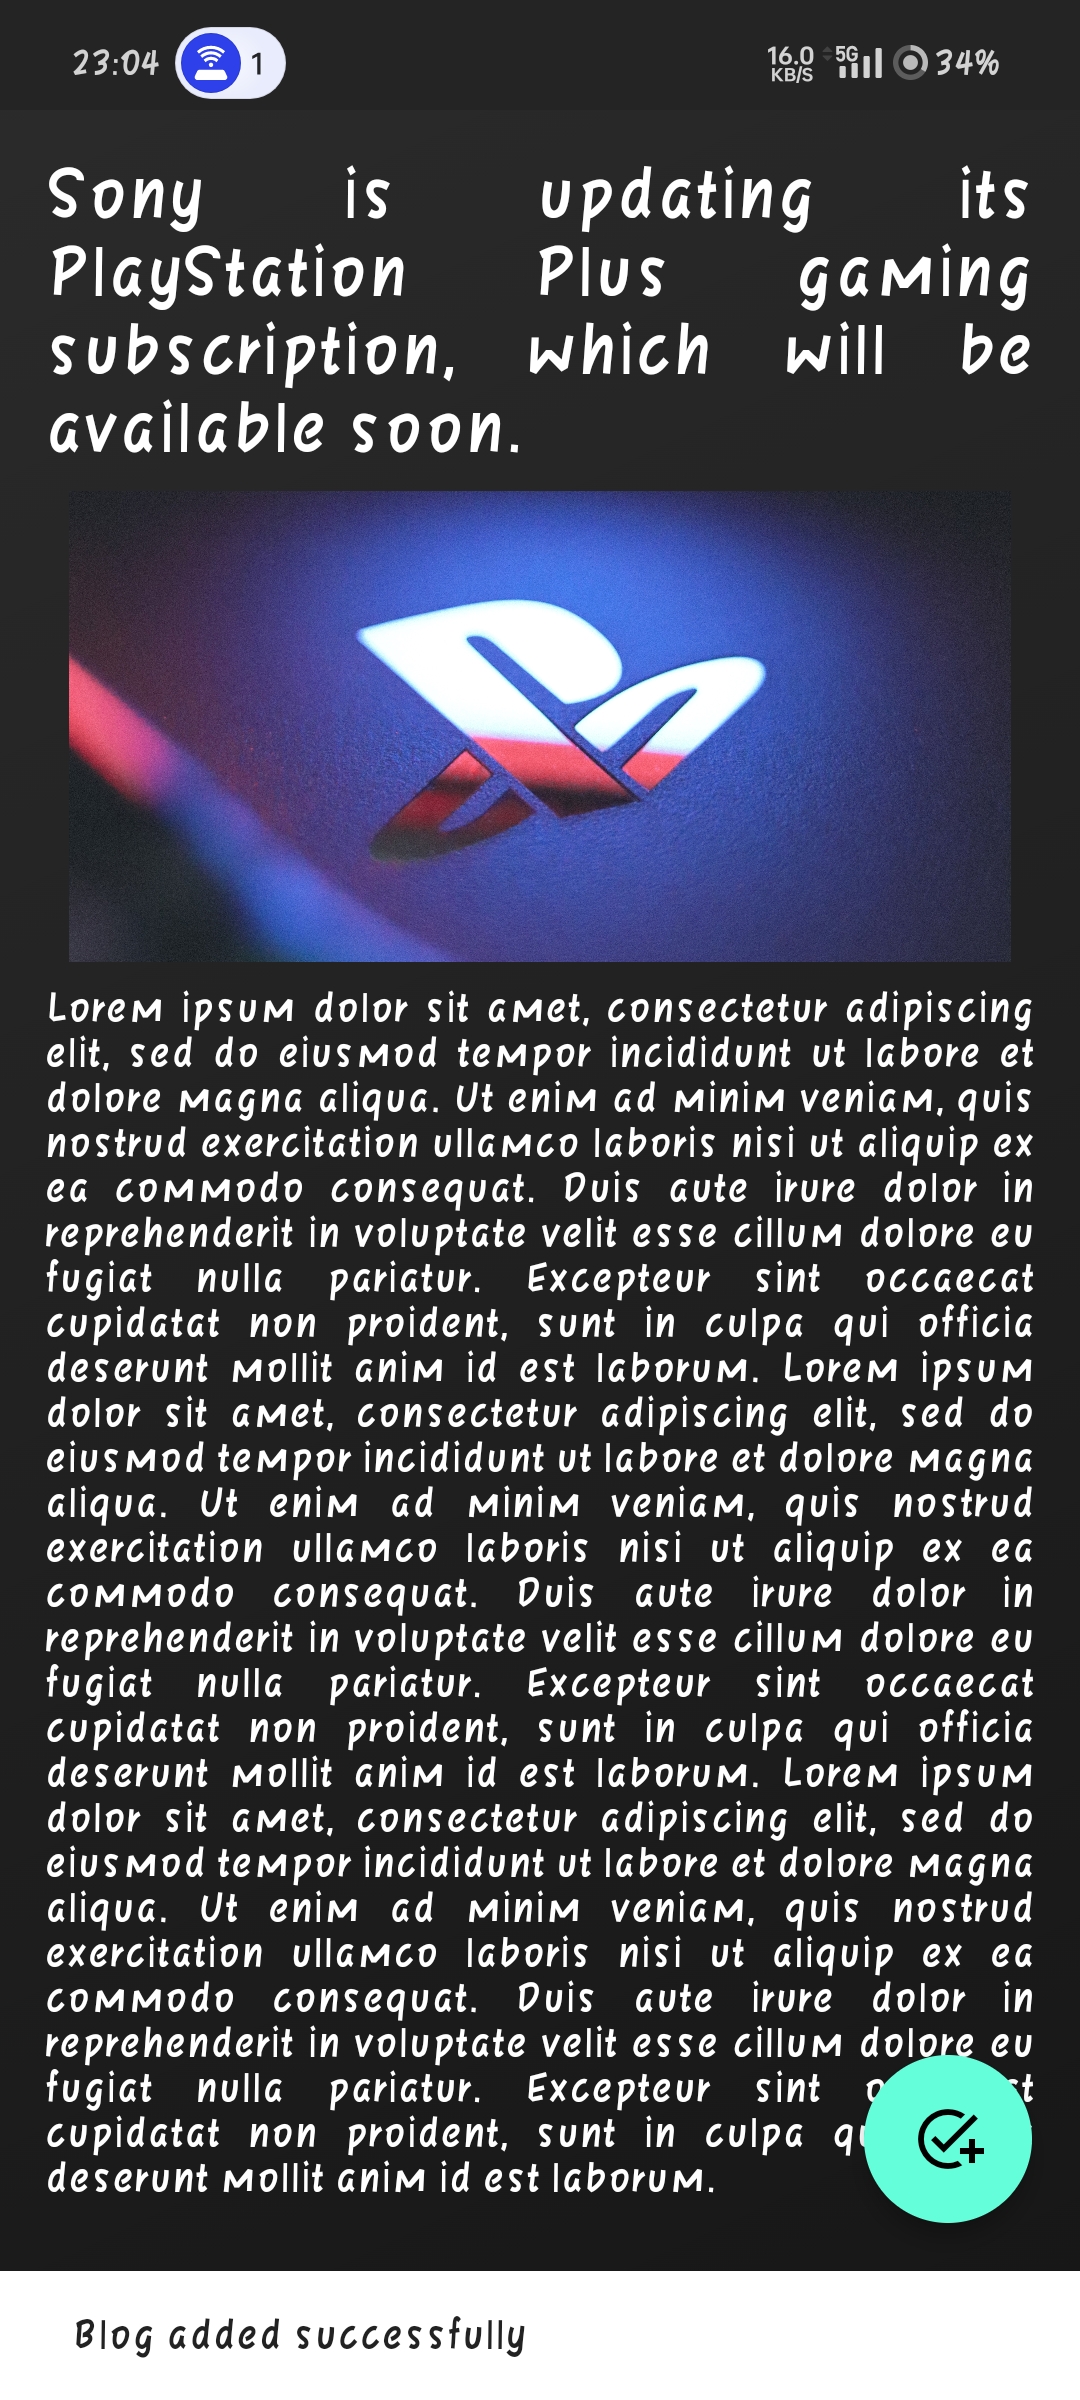 23:04 1 16.0 KB/S 5G 34%
Sony is updating its
PlayStation Plus gaming
subscription, which will be
available soon.
Lorem ipsum dolor sit amet, consectetur adipiscing
elit, sed do eiusmod tempor incididunt ut labore et
dolore magna aliqua. Ut enim ad minim veniam, quis
nostrud exercitation ullamco laboris nisi ut aliquip ex
ea commodo consequat. Duis aute irure dolor in
reprehenderit in voluptate velit esse cillum dolore eu
fugiat nulla pariatur. Excepteur sint occaecat
cupidatat non proident, sunt in culpa qui officia
deserunt mollit anim id est laborum. Lorem ipsum
dolor sit amet, consectetur adipiscing elit, sed do
eiusmod tempor incididunt ut labore et dolore magna
aliqua. Ut enim ad minim veniam, quis nostrud
exercitation ullamco laboris nisi ut aliquip ex ea
commodo consequat. Duis aute irure dolor in
reprehenderit in voluptate velit esse cillum dolore eu
fugiat nulla pariatur. Excepteur sint occaecat
cupidatat non proident, sunt in culpa qui officia
deserunt mollit anim id est laborum. Lorem ipsum
dolor sit amet, consectetur adipiscing elit, sed do
eiusmod tempor incididunt ut labore et dolore magna
aliqua. Ut enim ad minim veniam, quis nostrud
exercitation ullamco laboris nisi ut aliquip ex ea
commodo consequat. Duis aute irure dolor in
reprehenderit in voluptate velit esse cillum dolore eu
fugiat nulla pariatur. Excepteur sint
cupidatat non proident, sunt in culpa
deserunt mollit anim id est laborum.
Blog added successfully